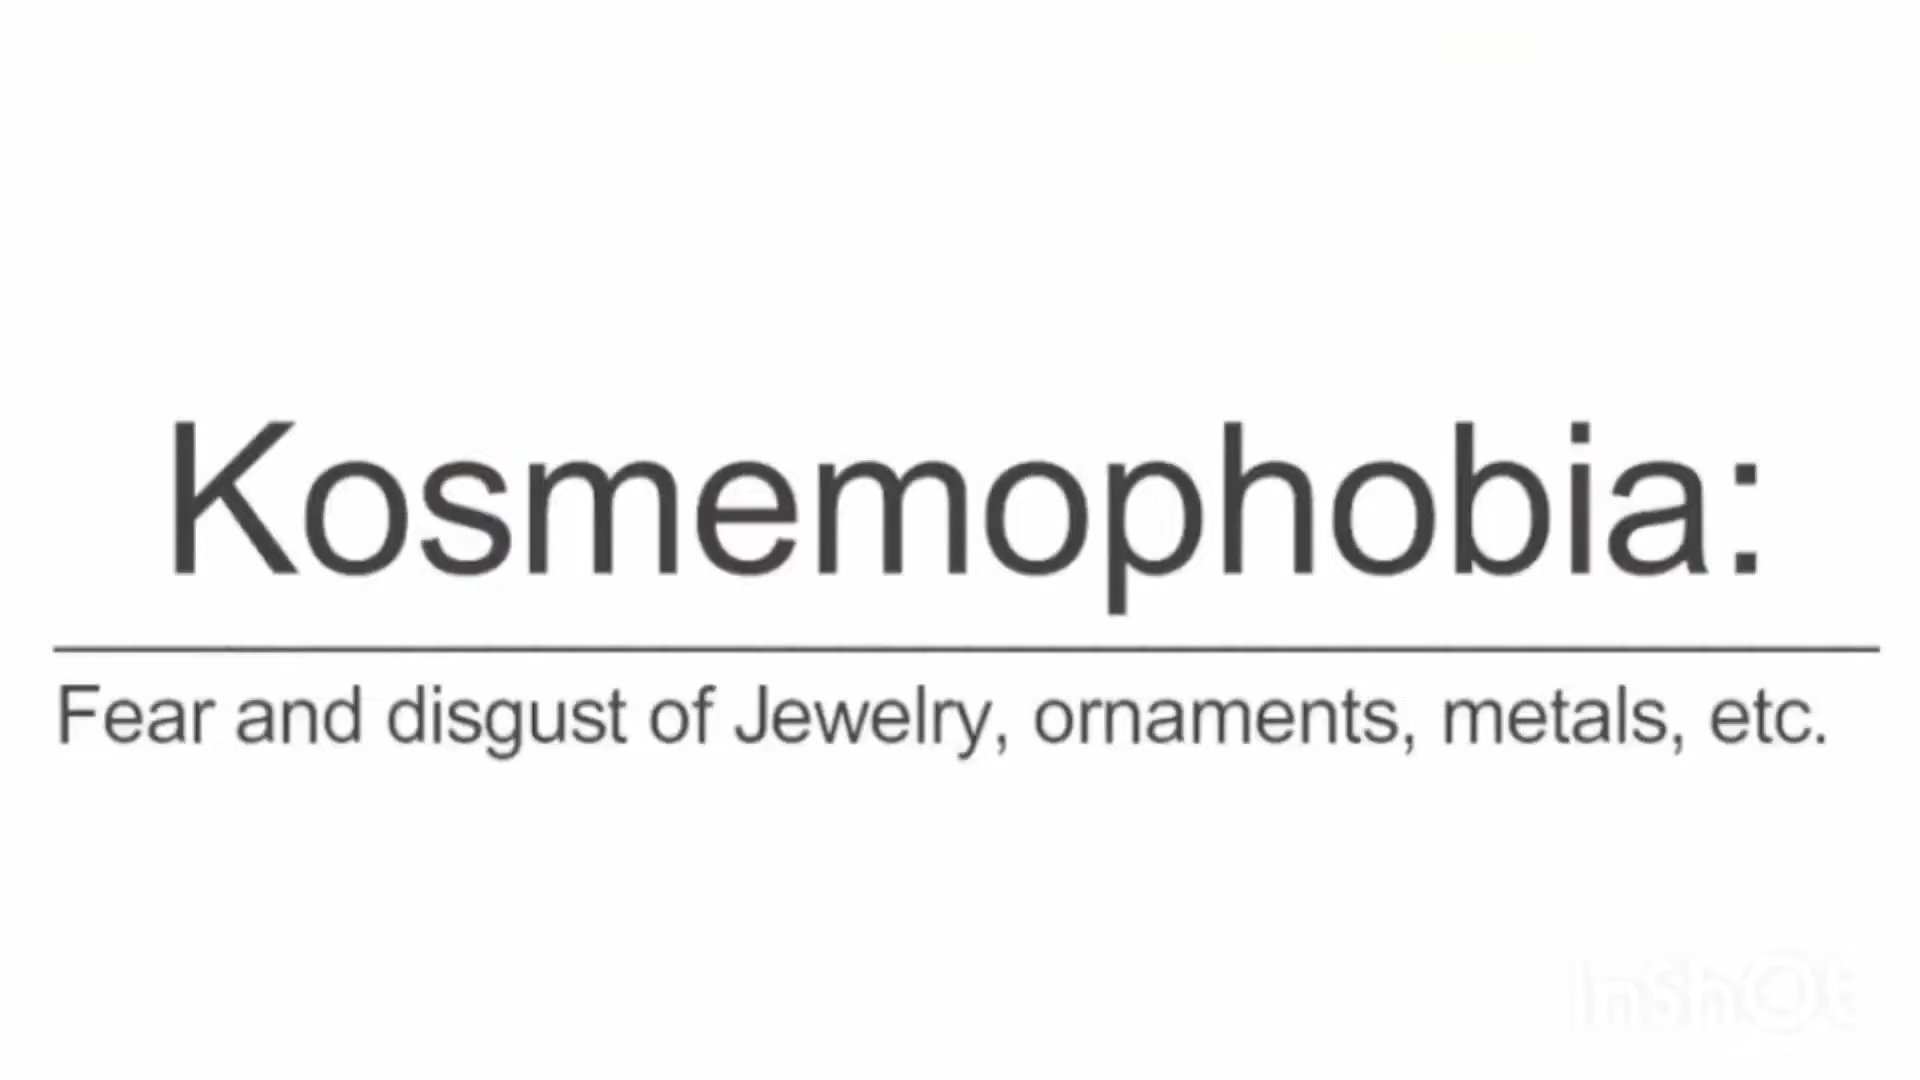 Kosmemophobia:
Fear and disgust of Jewelry, ornaments, metals, etc.
InShOt